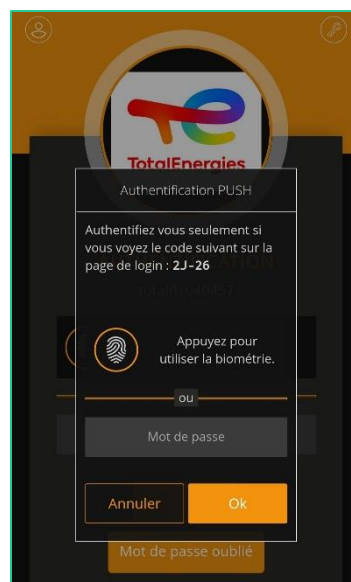 TotalEnergies
Authentification PUSH
Authentifiez vous seulement si
vous voyez le code suivant sur la
page de login : 2J-26
Appuyez pour
utiliser la biométrie.
ou
Mot de passe
Annuler
Ok
Mot de passe oublié